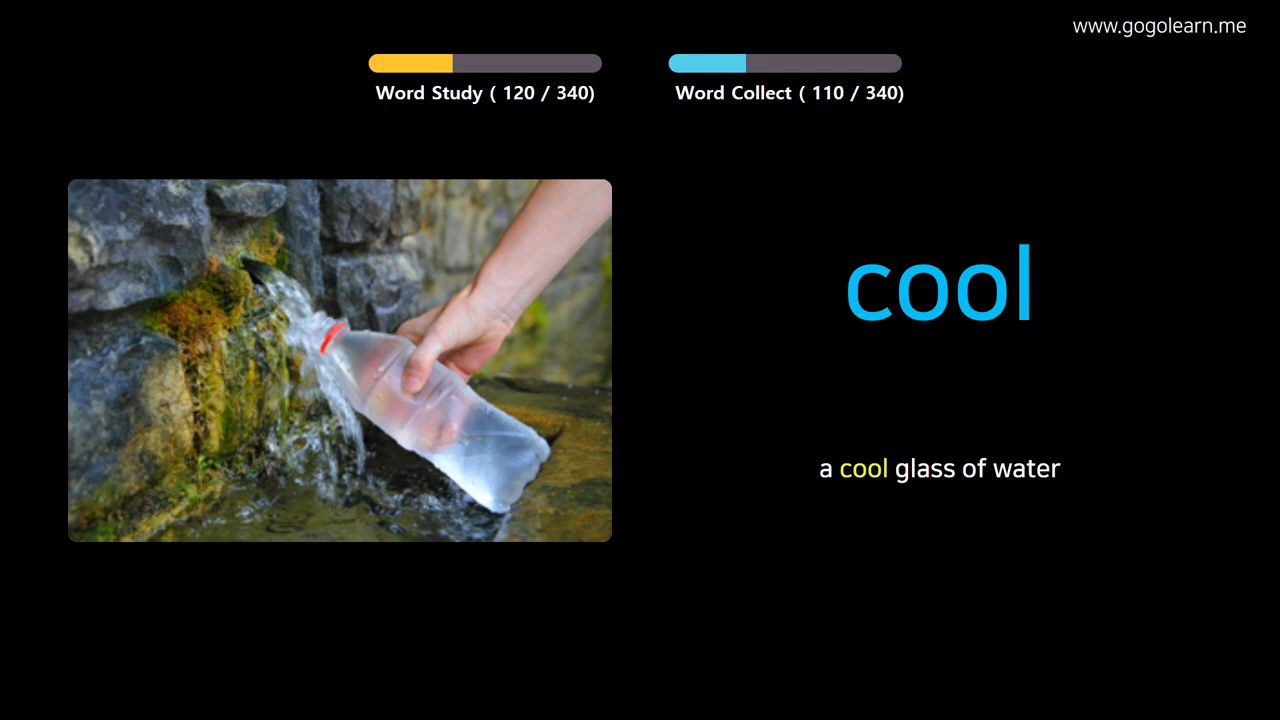 www.gogolearn.me
Word Study ( 120 / 340)
Word Collect ( 110 / 340)
cool
a cool glass of water